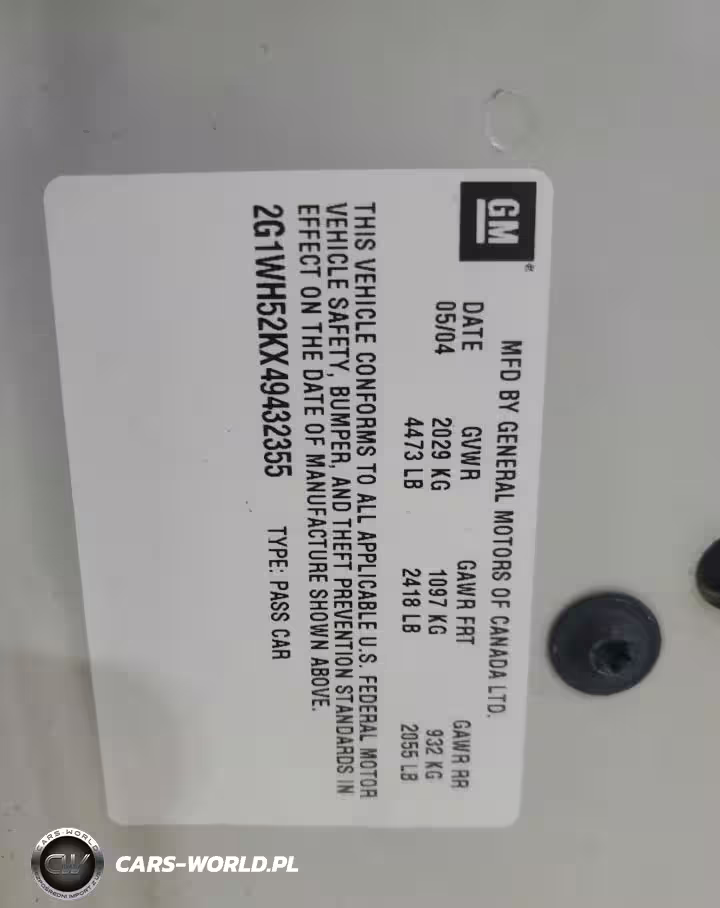 GM
MFD BY GENERAL MOTORS OF CANADA LTD.
DATE GVWR GAWR FRT GAWR RR
05/04 2029 KG 1097 KG 932 KG
4473 LB 2418 LB 2055 LB
THIS VEHICLE CONFORMS TO ALL APPLICABLE U.S. FEDERAL MOTOR
VEHICLE SAFETY, BUMPER, AND THEFT PREVENTION STANDARDS IN
EFFECT ON THE DATE OF MANUFACTURE SHOWN ABOVE.
2G1WH52KX49432355 TYPE: PASS CAR
CARS-WORLD
CW
CARS-WORLD.PL